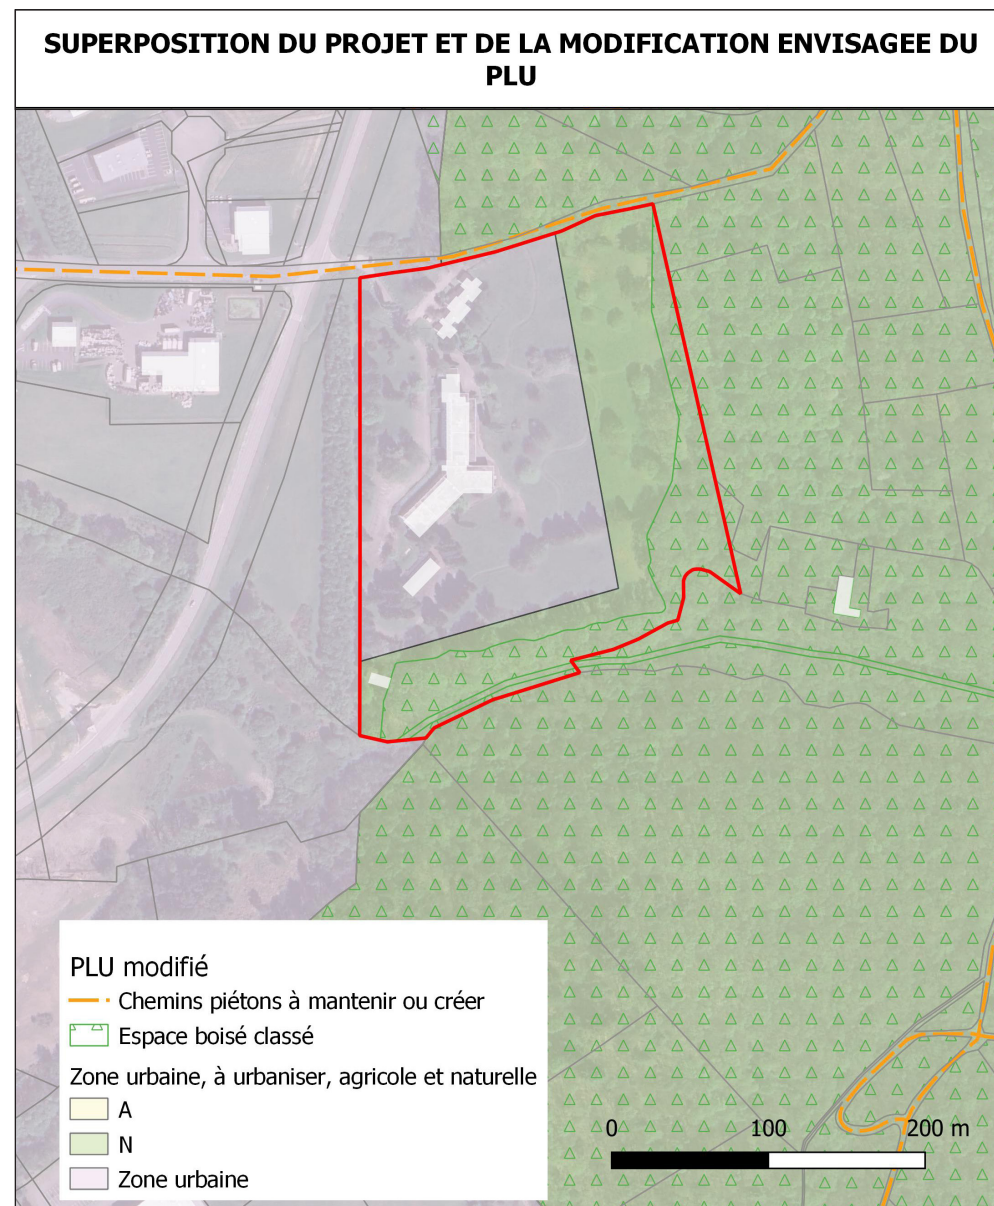 SUPERPOSITION DU PROJET ET DE LA MODIFICATION ENVISAGEE DU
PLU
PLU modifié
Chemins piétons à mantenir ou créer
Espace boisé classé
Zone urbaine, à urbaniser, agricole et naturelle
A
N
Zone urbaine
0 100 200 m